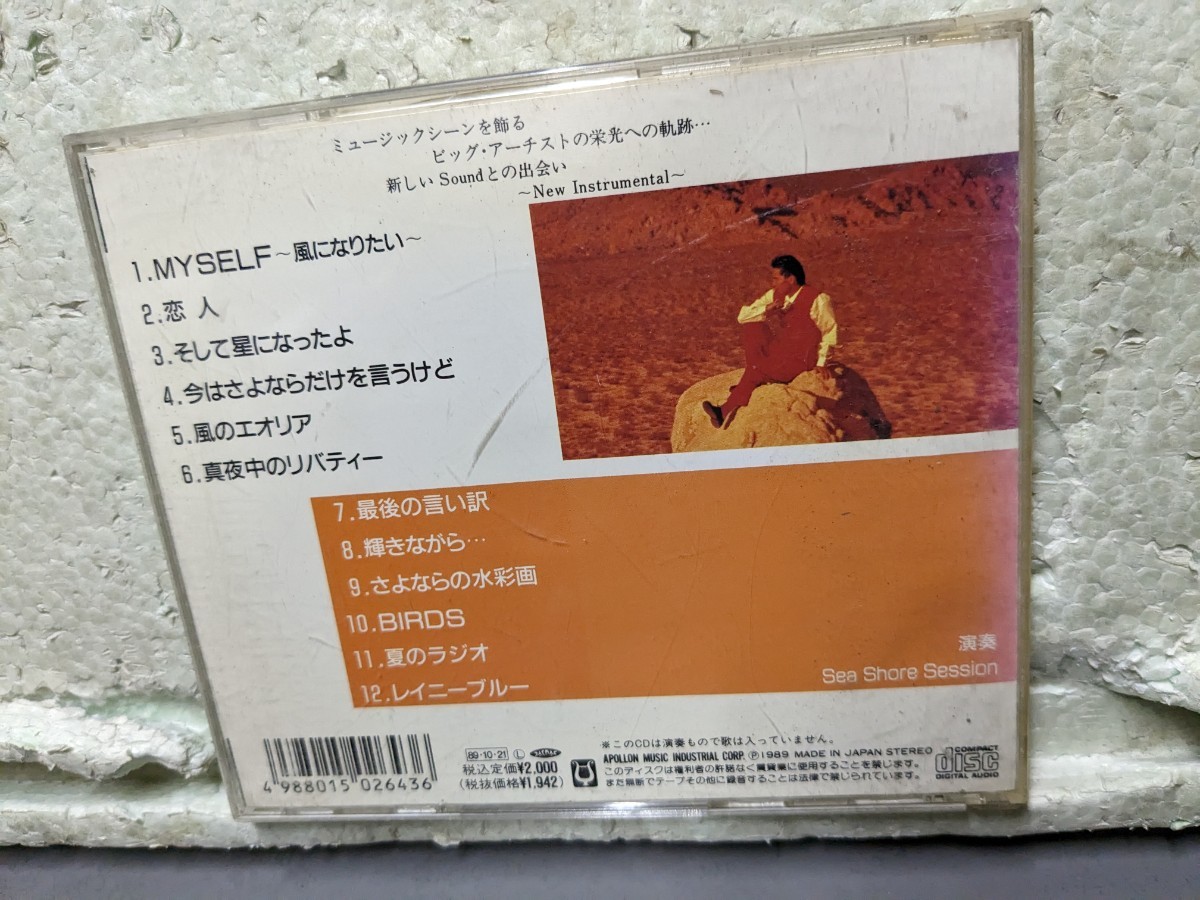 ミュージックシーンを飾る
ビッグ・アーチストの栄光への軌跡…
新しいSoundとの出会い
～New Instrumental～
1.MYSELF～風になりたい～
2.恋人
3.そして星になったよ
4.今はさよならだけを言うけど
5.風のエオリア
6.真夜中のリバティー
7.最後の言い訳
8.輝きながら…
9.さよならの水彩画
10.BIRDS
11.夏のラジオ
12.レイニーブルー
演奏
Sea Shore Session
※このCDは演奏もので歌は入っていません。
89・10・21 Ⓛ
APOLLON MUSIC INDUSTRIAL CORP. Ⓟ1989 MADE IN JAPAN STEREO
税込定価¥2,000
このディスクは権利者の許諾なく賃貸業に使用することを禁じます。
(税抜価格¥1,942)
また無断でテープその他に録音することは法律で禁じられています。
COMPACT
disc
DIGITAL AUDIO
4988015026436